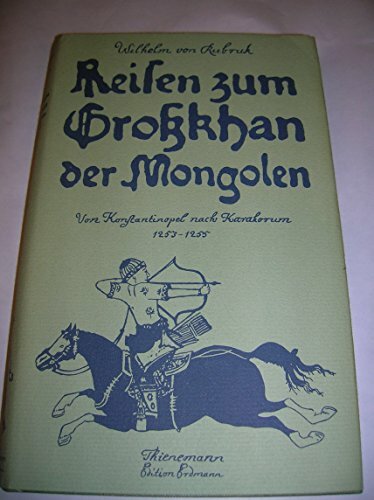 Wilhelm von Rubruk
Reisen zum
Großkhan
der Mongolen
Von Konstantinopel nach Karakorum
1253-1255
Thienemann
Edition Erdmann